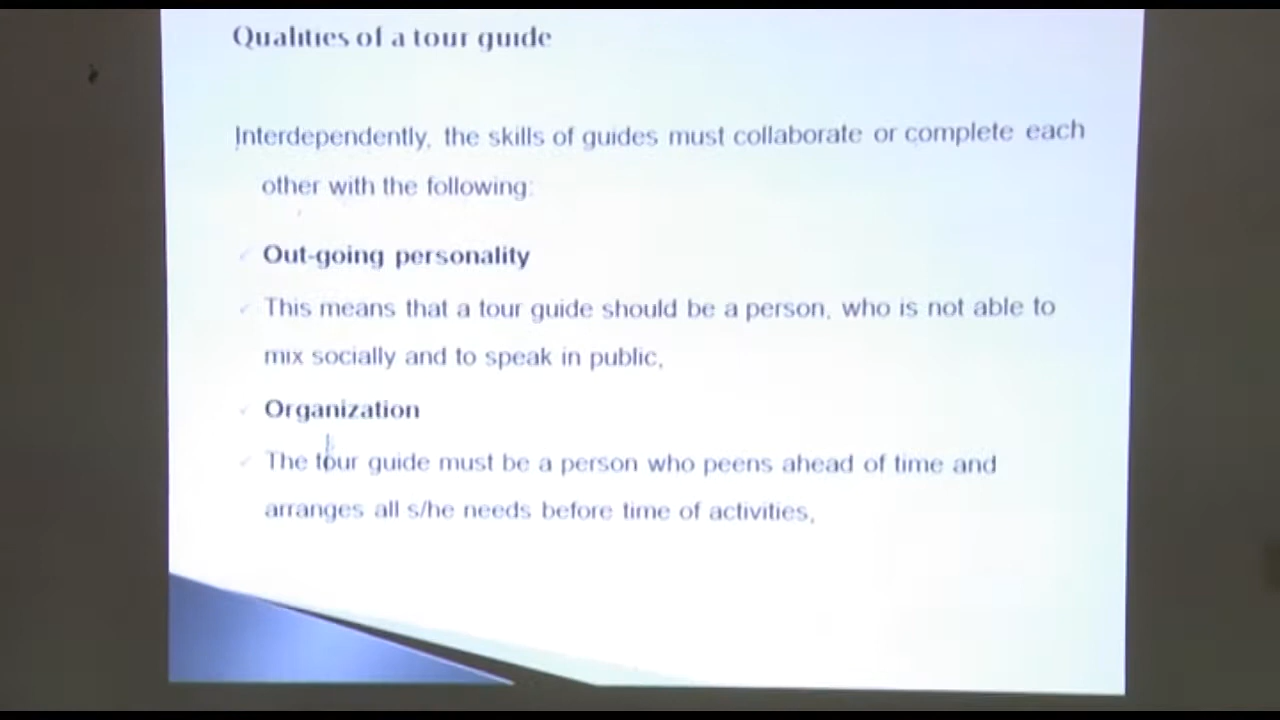 Qualities of a tour guide
Interdependently, the skills of guides must collaborate or complete each
other with the following:
Out-going personality
This means that a tour guide should be a person, who is not able to
mix socially and to speak in public,
Organization
The tour guide must be a person who peens ahead of time and
arranges all s/he needs before time of activities,